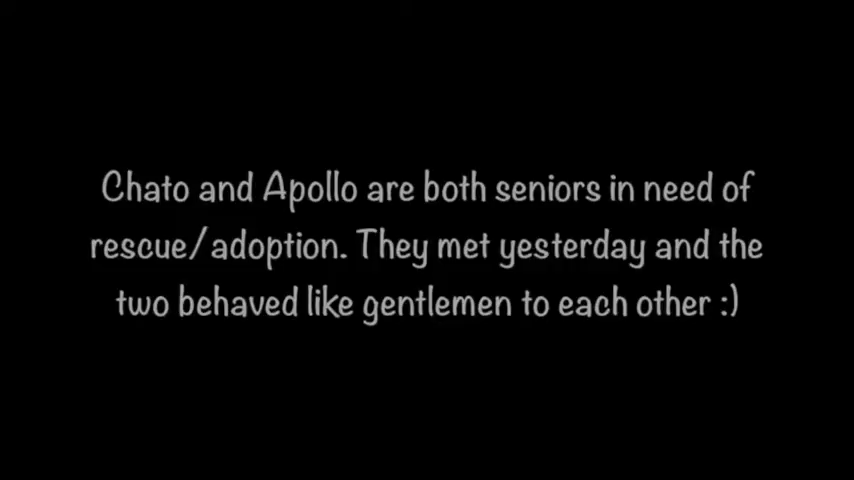 Chato and Apollo are both seniors in need of
rescue/adoption. They met yesterday and the
two behaved like gentlemen to each other :)